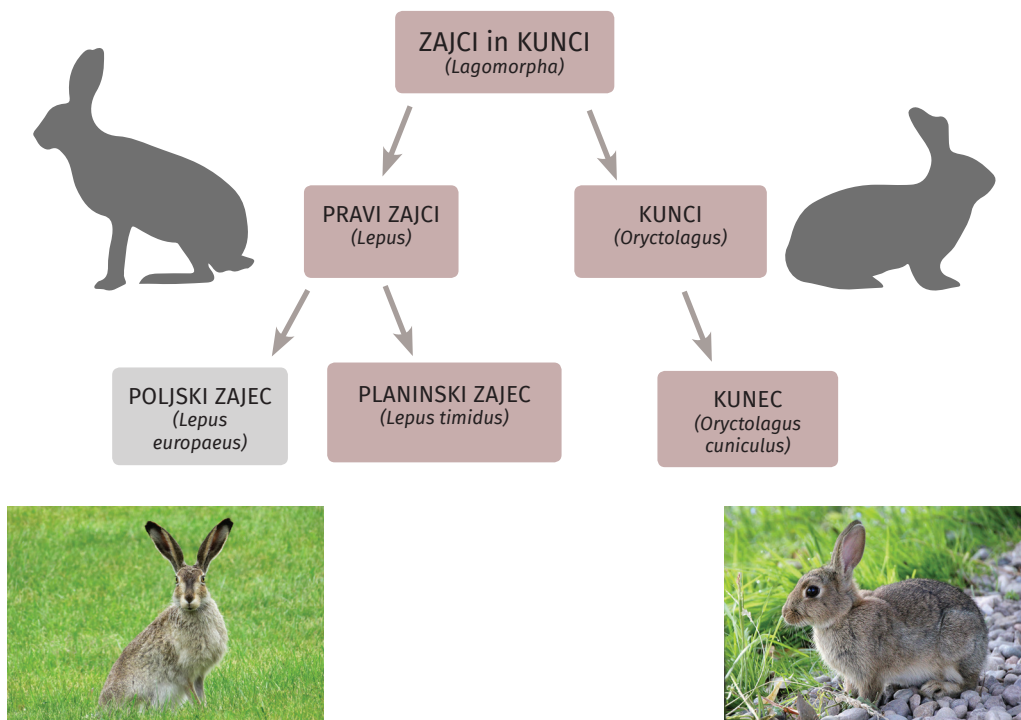 ZAJCI in KUNCI
(Lagomorpha)
PRAVI ZAJCI
(Lepus)
KUNCI
(Oryctolagus)
POLJSKI ZAJEC
(Lepus
europaeus)
PLANINSKI ZAJEC
(Lepus timidus)
KUNEC
(Oryctolagus
cuniculus)